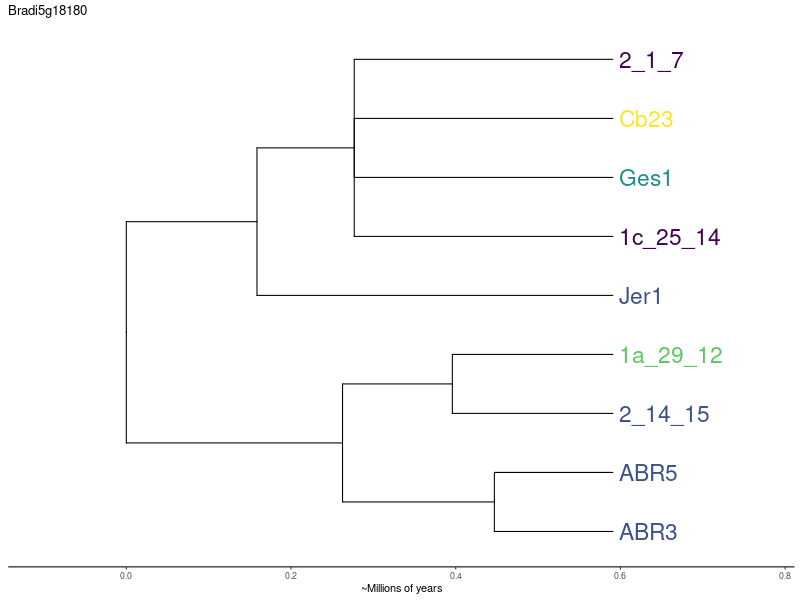 Bradi5g18180
2_1_7
Cb23
Ges1
1c_25_14
Jer1
1a_29_12
2_14_15
ABR5
ABR3
0.0 0.2 0.4 0.6 0.8
~Millions of years